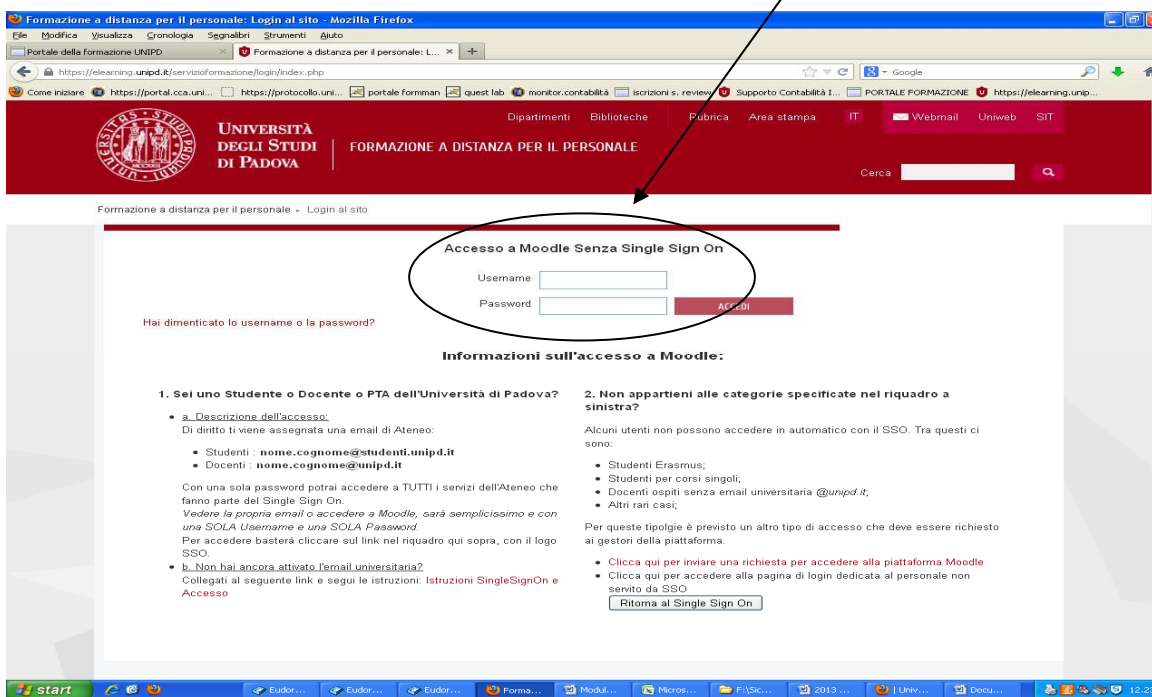 Formazione a distanza per il personale: Login al sito - Mozilla Firefox
File Modifica Visualizza Cronologia Segnalibri Strumenti Aiuto
Portale della formazione UNIPD × Formazione a distanza per il personale: L... × +
https://elearning.unipd.it/servizioformazione/login/index.php Google
Come iniziare https://portal.cca.uni... https://protocollo.uni... portale formman quest lab monitor.contabilità iscrizioni s. review Supporto Contabilità I... PORTALE FORMAZIONE https://elearning.unip...
Dipartimenti Biblioteche Rubrica Area stampa IT Webmail Uniweb SIT
UNIVERSITÀ
DEGLI STUDI
DI PADOVA
FORMAZIONE A DISTANZA PER IL PERSONALE
Cerca
Formazione a distanza per il personale » Login al sito
Accesso a Moodle Senza Single Sign On
Username
Password ACCEDI
Hai dimenticato lo username o la password?
Informazioni sull'accesso a Moodle:
1. Sei uno Studente o Docente o PTA dell'Università di Padova?
• a. Descrizione dell'accesso:
Di diritto ti viene assegnata una email di Ateneo:
• Studenti : nome.cognome@studenti.unipd.it
• Docenti : nome.cognome@unipd.it
Con una sola password potrai accedere a TUTTI i servizi dell'Ateneo che
fanno parte del Single Sign On.
Vedere la propria email o accedere a Moodle, sarà semplicissimo e con
una SOLA Username e una SOLA Password.
Per accedere basterà cliccare sul link nel riquadro qui sopra, con il logo
SSO.
• b. Non hai ancora attivato l'email universitaria?
Collegati al seguente link e segui le istruzioni: Istruzioni SingleSignOn e
Accesso
2. Non appartieni alle categorie specificate nel riquadro a
sinistra?
Alcuni utenti non possono accedere in automatico con il SSO. Tra questi ci
sono:
• Studenti Erasmus;
• Studenti per corsi singoli;
• Docenti ospiti senza email universitaria @unipd.it;
• Altri rari casi;
Per queste tipolgie è previsto un altro tipo di accesso che deve essere richiesto
ai gestori della piattaforma.
• Clicca qui per inviare una richiesta per accedere alla piattaforma Moodle
• Clicca qui per accedere alla pagina di login dedicata al personale non
servito da SSO
Ritorna al Single Sign On
start Eudor... Eudor... Eudor... Forma... Modul... Micros... F:\Sic... 2013 ... | Univ... Docu...